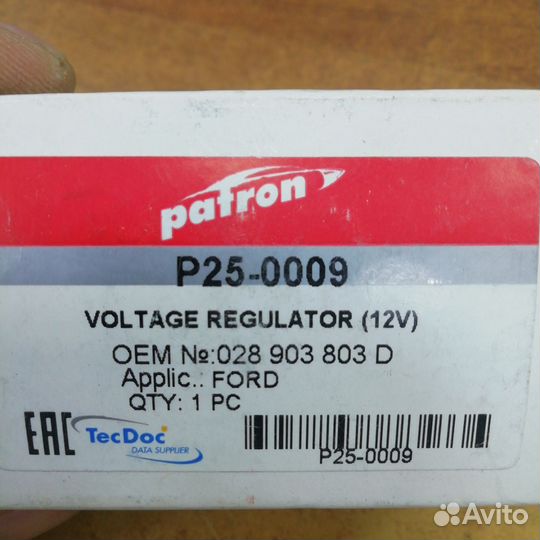 patron
P25-0009
VOLTAGE REGULATOR (12V)
OEM №:028 903 803 D
Applic.: FORD
QTY: 1 PC
EAC TecDoc
DATA SUPPLIER
P25-0009
Avito